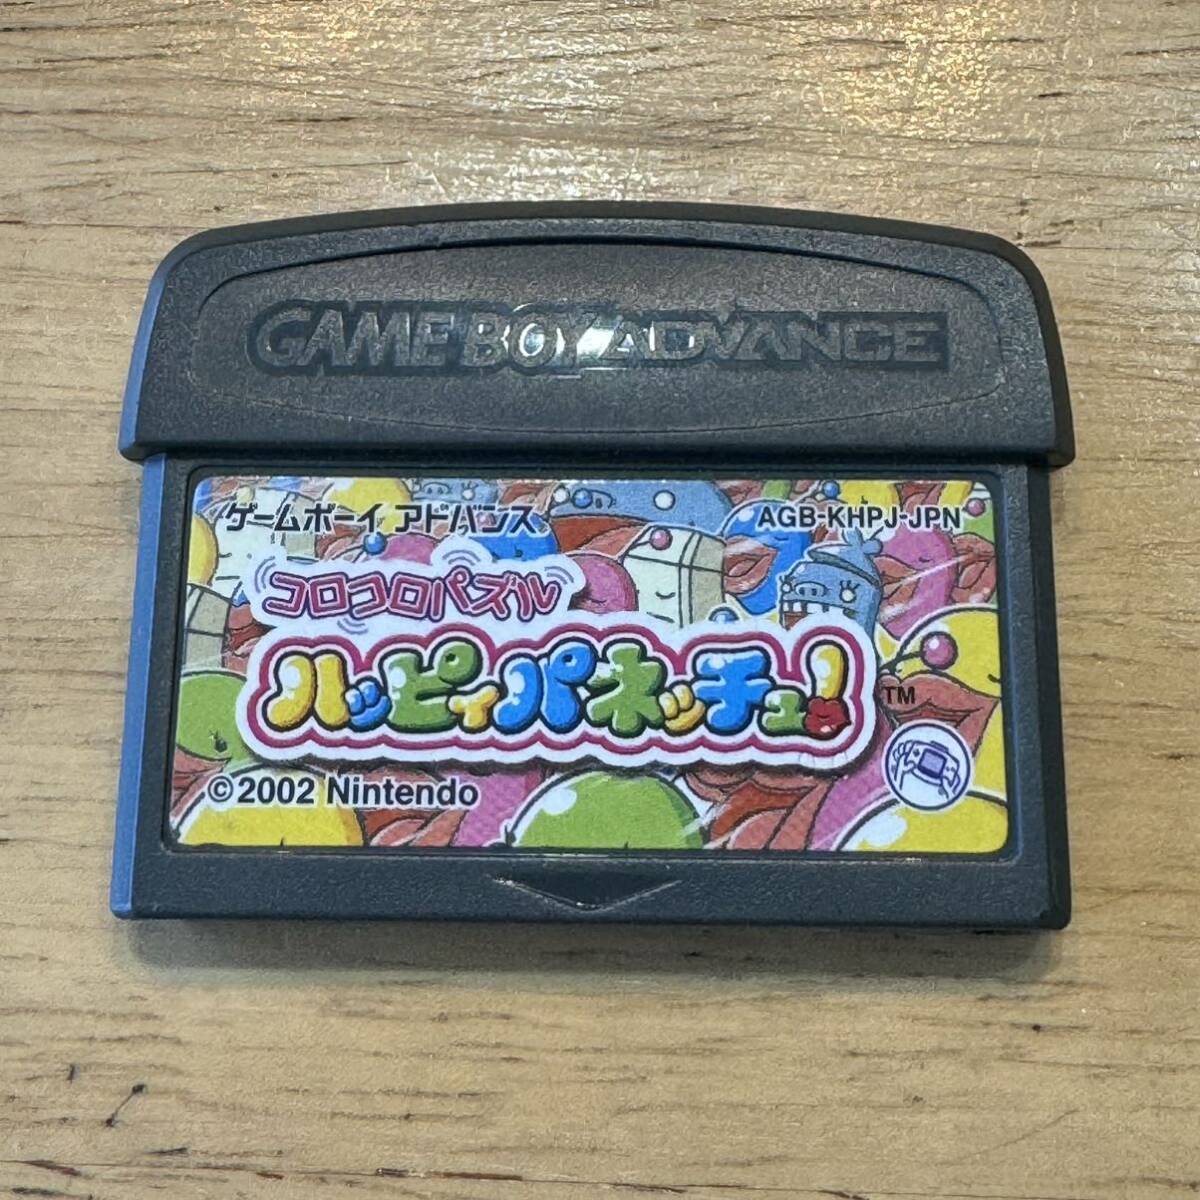 GAME BOY ADVANCE
ゲームボーイ アドバンス
AGB-KHPJ-JPN
コロコロパズル
ハッピィパネッチュ!
TM
©2002 Nintendo